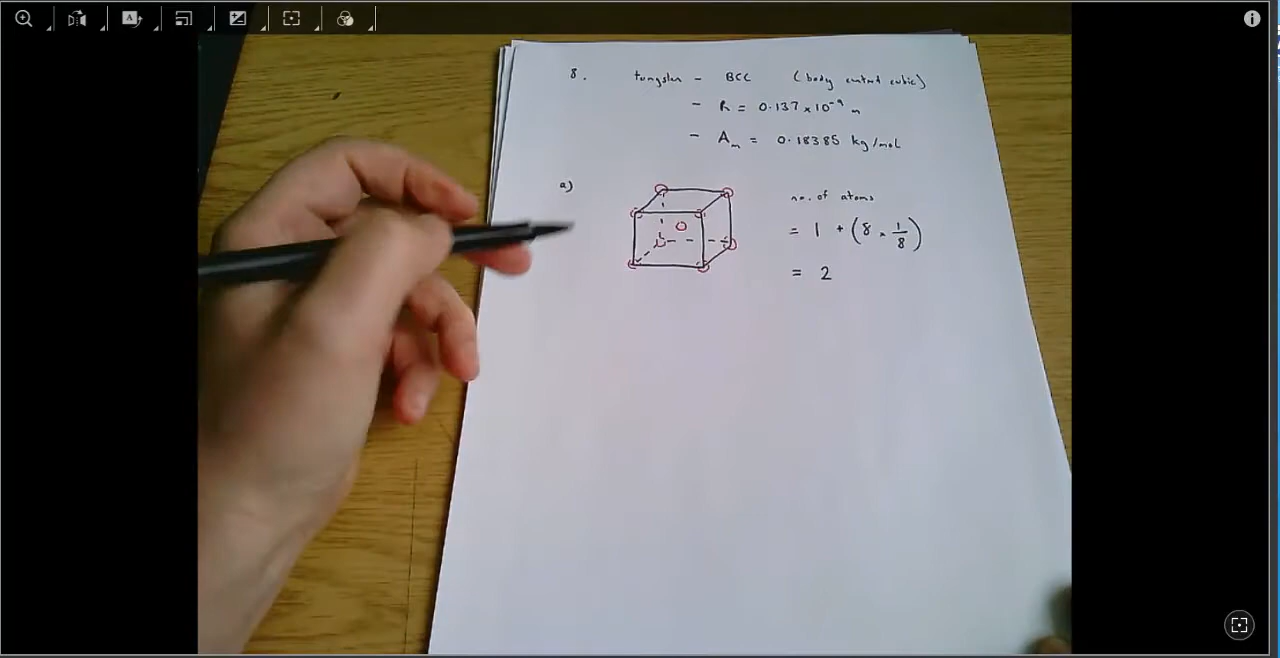 8. tungsten - BCC (body centred cubic)
- R = 0.137 × 10⁻⁹ m
- Aₘ = 0.18385 kg/mol
a)
no. of atoms
= 1 + (8 × 1/8)
= 2